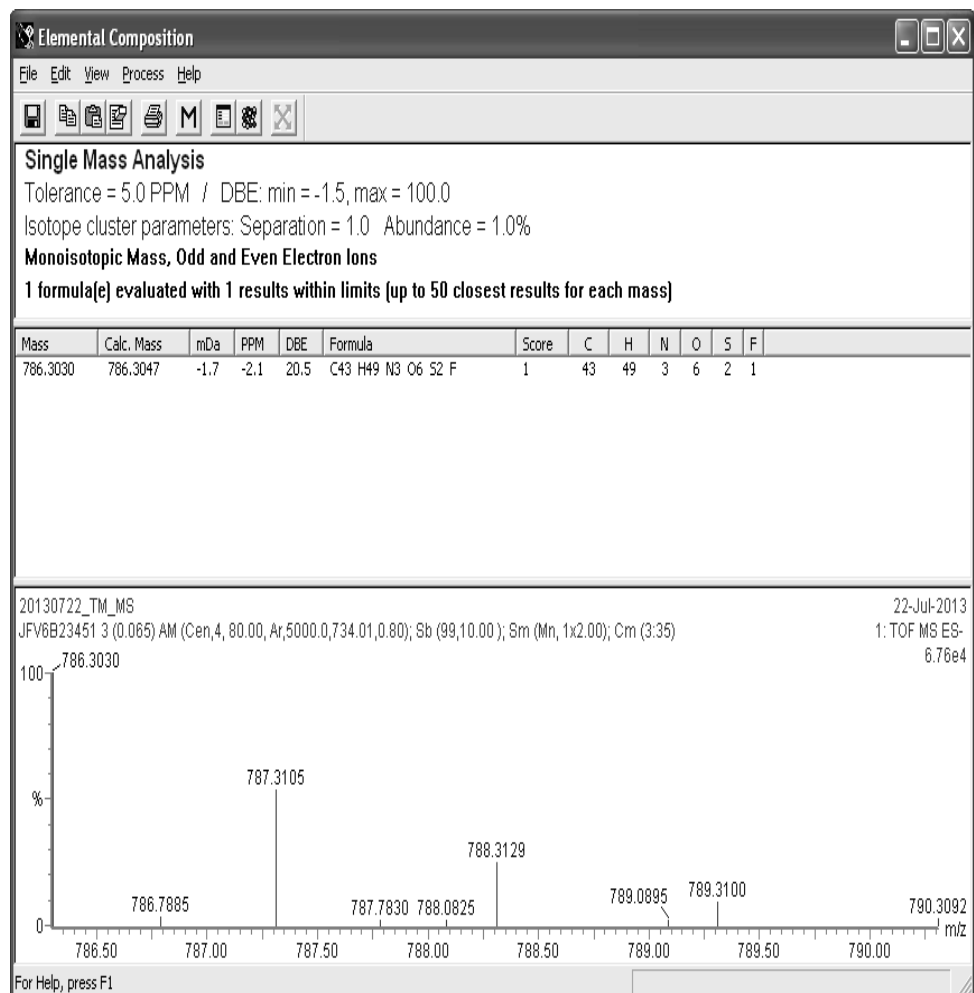 Elemental Composition
File Edit View Process Help
M
Single Mass Analysis
Tolerance = 5.0 PPM / DBE: min = -1.5, max = 100.0
Isotope cluster parameters: Separation = 1.0 Abundance = 1.0%
Monoisotopic Mass, Odd and Even Electron Ions
1 formula(e) evaluated with 1 results within limits (up to 50 closest results for each mass)
Mass Calc. Mass mDa PPM DBE Formula Score C H N O S F
786.3030 786.3047 -1.7 -2.1 20.5 C43 H49 N3 O6 S2 F 1 43 49 3 6 2 1
20130722_TM_MS 22-Jul-2013
JFV6B23451 3 (0.065) AM (Cen,4, 80.00, Ar,5000.0,734.01,0.80); Sb (99,10.00 ); Sm (Mn, 1x2.00); Cm (3:35) 1: TOF MS ES-
6.76e4
786.3030
100
787.3105
%
788.3129
786.7885 787.7830 788.0825 789.0895 789.3100 790.3092
0
m/z
786.50 787.00 787.50 788.00 788.50 789.00 789.50 790.00
For Help, press F1